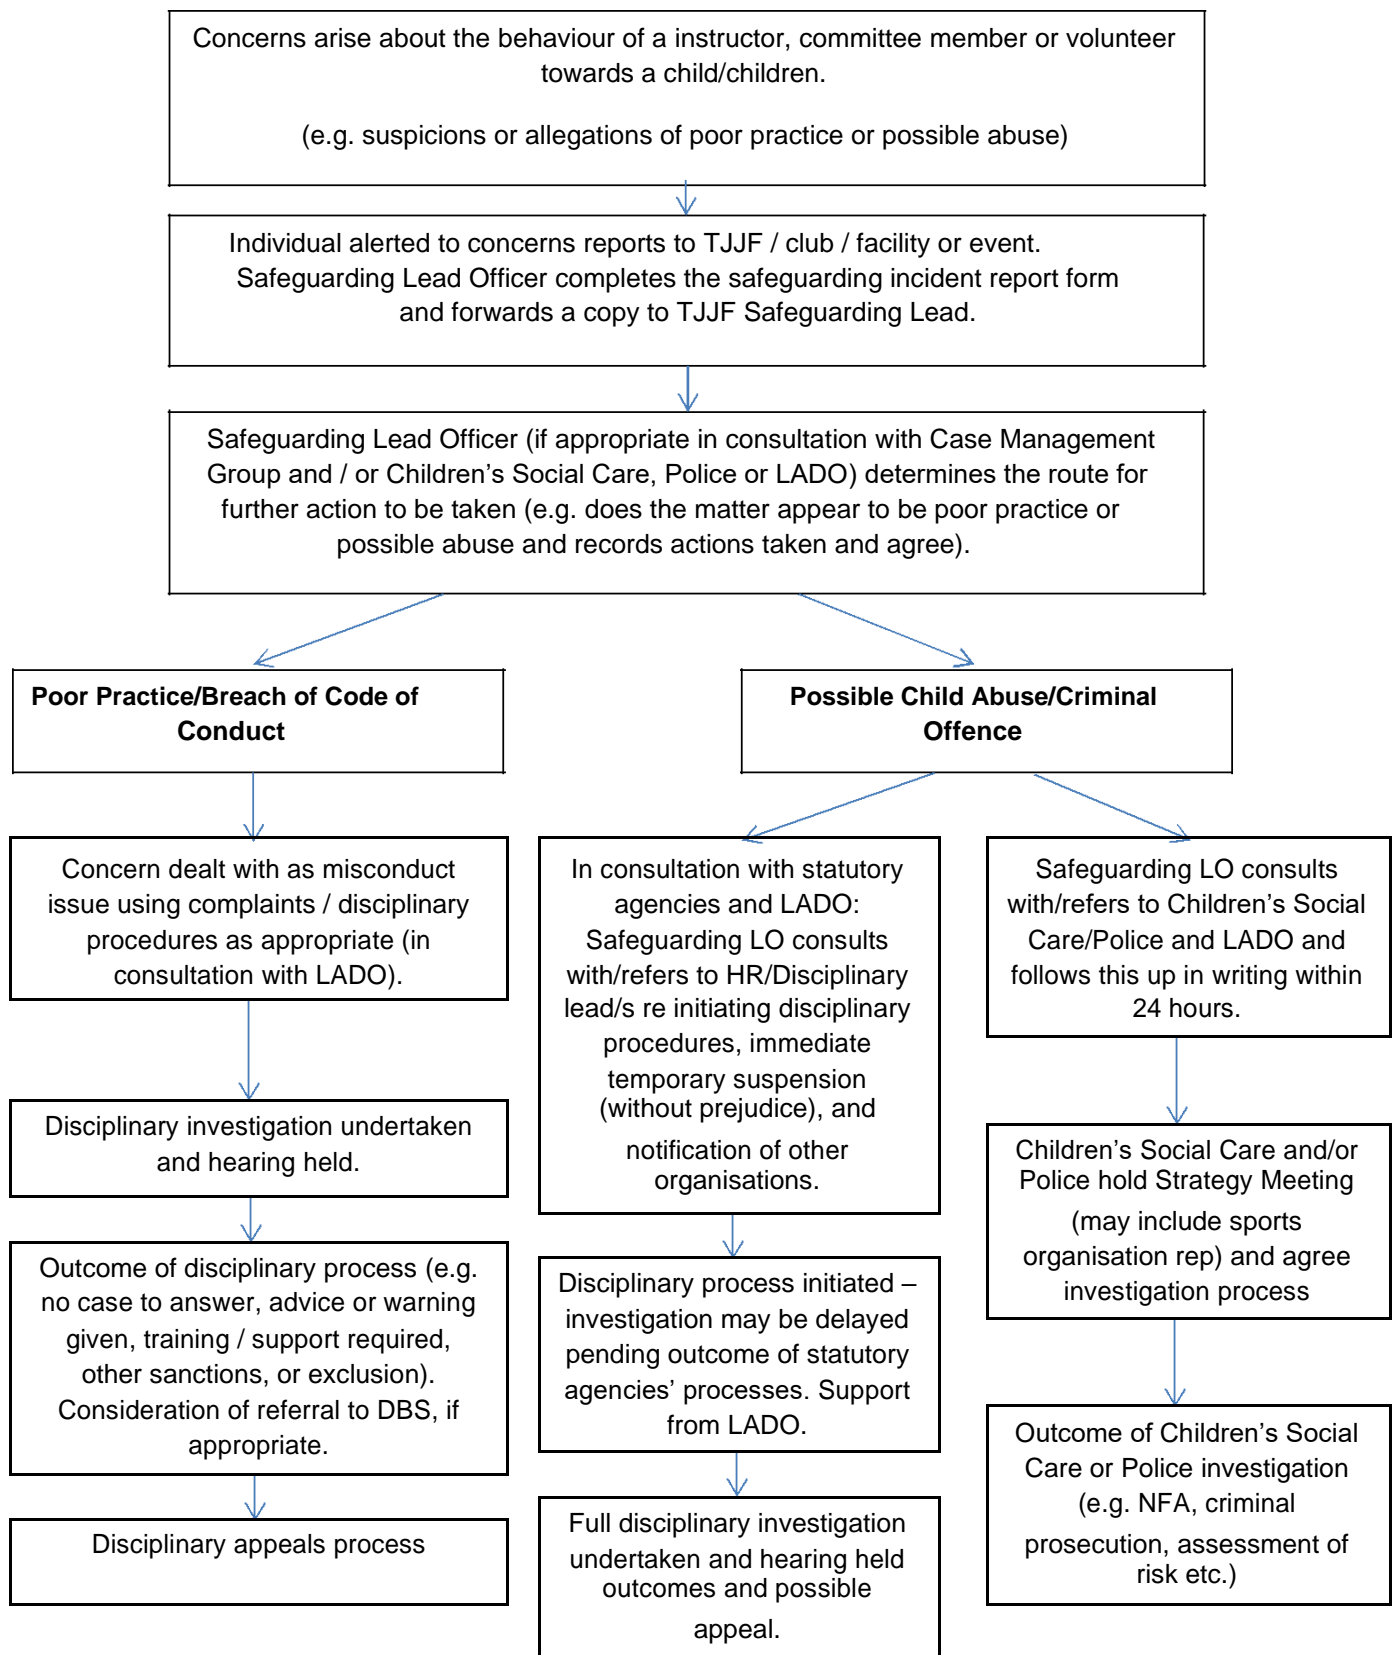 Concerns arise about the behaviour of a instructor, committee member or volunteer
towards a child/children.
(e.g. suspicions or allegations of poor practice or possible abuse)
Individual alerted to concerns reports to TJJF / club / facility or event.
Safeguarding Lead Officer completes the safeguarding incident report form
and forwards a copy to TJJF Safeguarding Lead.
Safeguarding Lead Officer (if appropriate in consultation with Case Management
Group and / or Children’s Social Care, Police or LADO) determines the route for
further action to be taken (e.g. does the matter appear to be poor practice or
possible abuse and records actions taken and agree).
Poor Practice/Breach of Code of
Conduct
Possible Child Abuse/Criminal
Offence
Concern dealt with as misconduct
issue using complaints / disciplinary
procedures as appropriate (in
consultation with LADO).
Disciplinary investigation undertaken
and hearing held.
Outcome of disciplinary process (e.g.
no case to answer, advice or warning
given, training / support required,
other sanctions, or exclusion).
Consideration of referral to DBS, if
appropriate.
Disciplinary appeals process
In consultation with statutory
agencies and LADO:
Safeguarding LO consults
with/refers to HR/Disciplinary
lead/s re initiating disciplinary
procedures, immediate
temporary suspension
(without prejudice), and
notification of other
organisations.
Disciplinary process initiated –
investigation may be delayed
pending outcome of statutory
agencies’ processes. Support
from LADO.
Full disciplinary investigation
undertaken and hearing held
outcomes and possible
appeal.
Safeguarding LO consults
with/refers to Children’s Social
Care/Police and LADO and
follows this up in writing within
24 hours.
Children’s Social Care and/or
Police hold Strategy Meeting
(may include sports
organisation rep) and agree
investigation process
Outcome of Children’s Social
Care or Police investigation
(e.g. NFA, criminal
prosecution, assessment of
risk etc.)